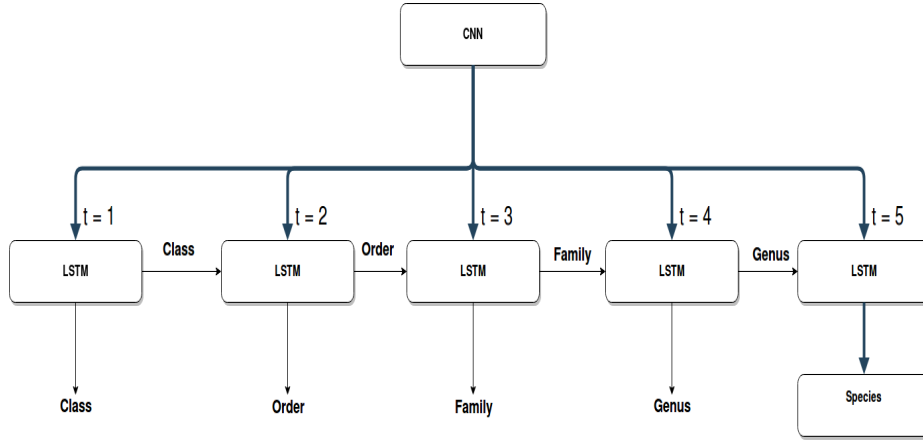 CNN
t = 1
t = 2
t = 3
t = 4
t = 5
LSTM
Class
LSTM
Order
LSTM
Family
LSTM
Genus
LSTM
Class
Order
Family
Genus
Species